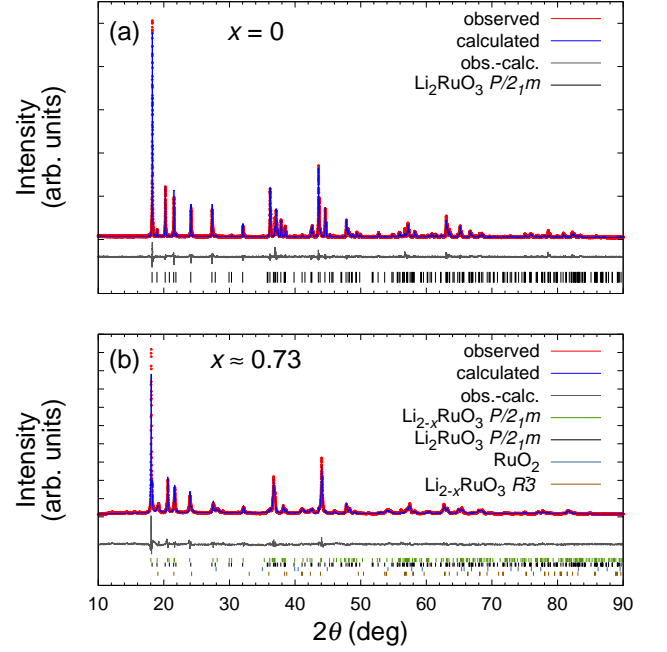 (a)
x = 0
observed
calculated
obs.-calc.
Li2RuO3 P/21m
Intensity
(arb. units)
(b)
x ≈ 0.73
observed
calculated
obs.-calc.
Li2-xRuO3 P/21m
Li2RuO3 P/21m
RuO2
Li2-xRuO3 R3̄
Intensity
(arb. units)
10 20 30 40 50 60 70 80 90
2θ (deg)